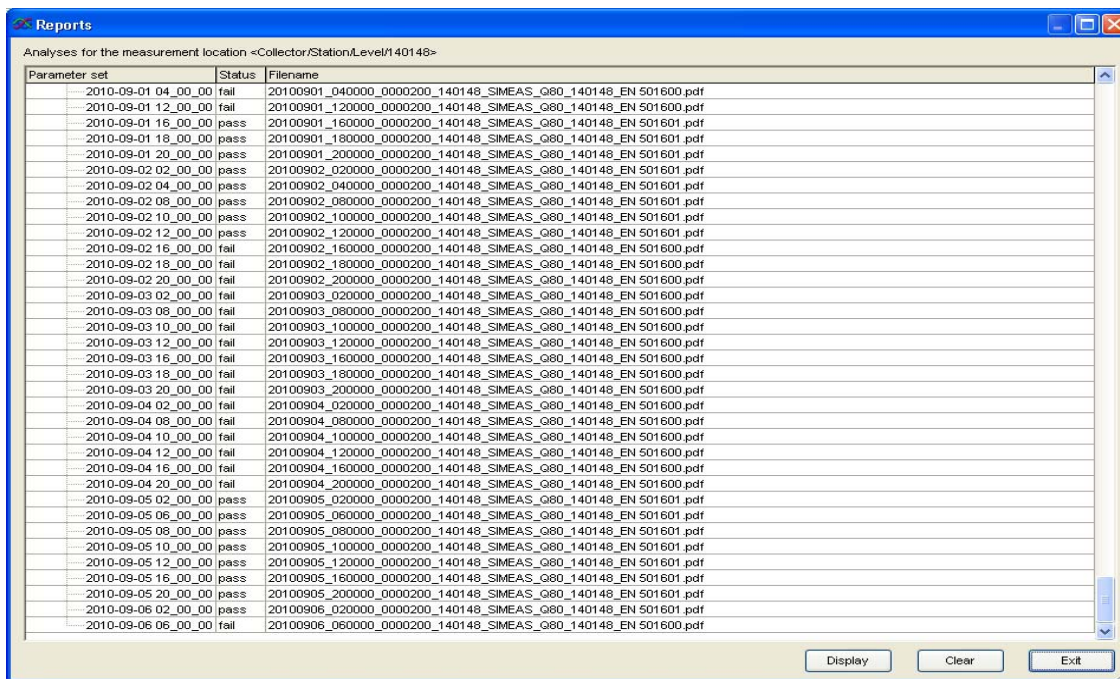 Reports
Analyses for the measurement location <Collector/Station/Level/140148>
Parameter set Status Filename
2010-09-01 04_00_00 fail 20100901_040000_0000200_140148_SIMEAS_Q80_140148_EN 501600.pdf
2010-09-01 12_00_00 fail 20100901_120000_0000200_140148_SIMEAS_Q80_140148_EN 501600.pdf
2010-09-01 16_00_00 pass 20100901_160000_0000200_140148_SIMEAS_Q80_140148_EN 501601.pdf
2010-09-01 18_00_00 pass 20100901_180000_0000200_140148_SIMEAS_Q80_140148_EN 501601.pdf
2010-09-01 20_00_00 pass 20100901_200000_0000200_140148_SIMEAS_Q80_140148_EN 501601.pdf
2010-09-02 02_00_00 pass 20100902_020000_0000200_140148_SIMEAS_Q80_140148_EN 501601.pdf
2010-09-02 04_00_00 pass 20100902_040000_0000200_140148_SIMEAS_Q80_140148_EN 501601.pdf
2010-09-02 08_00_00 pass 20100902_080000_0000200_140148_SIMEAS_Q80_140148_EN 501601.pdf
2010-09-02 10_00_00 pass 20100902_100000_0000200_140148_SIMEAS_Q80_140148_EN 501601.pdf
2010-09-02 12_00_00 pass 20100902_120000_0000200_140148_SIMEAS_Q80_140148_EN 501601.pdf
2010-09-02 16_00_00 fail 20100902_160000_0000200_140148_SIMEAS_Q80_140148_EN 501600.pdf
2010-09-02 18_00_00 fail 20100902_180000_0000200_140148_SIMEAS_Q80_140148_EN 501600.pdf
2010-09-02 20_00_00 fail 20100902_200000_0000200_140148_SIMEAS_Q80_140148_EN 501600.pdf
2010-09-03 02_00_00 fail 20100903_020000_0000200_140148_SIMEAS_Q80_140148_EN 501600.pdf
2010-09-03 08_00_00 fail 20100903_080000_0000200_140148_SIMEAS_Q80_140148_EN 501600.pdf
2010-09-03 10_00_00 fail 20100903_100000_0000200_140148_SIMEAS_Q80_140148_EN 501600.pdf
2010-09-03 12_00_00 fail 20100903_120000_0000200_140148_SIMEAS_Q80_140148_EN 501600.pdf
2010-09-03 16_00_00 fail 20100903_160000_0000200_140148_SIMEAS_Q80_140148_EN 501600.pdf
2010-09-03 18_00_00 fail 20100903_180000_0000200_140148_SIMEAS_Q80_140148_EN 501600.pdf
2010-09-03 20_00_00 fail 20100903_200000_0000200_140148_SIMEAS_Q80_140148_EN 501600.pdf
2010-09-04 02_00_00 fail 20100904_020000_0000200_140148_SIMEAS_Q80_140148_EN 501600.pdf
2010-09-04 08_00_00 fail 20100904_080000_0000200_140148_SIMEAS_Q80_140148_EN 501600.pdf
2010-09-04 10_00_00 fail 20100904_100000_0000200_140148_SIMEAS_Q80_140148_EN 501600.pdf
2010-09-04 12_00_00 fail 20100904_120000_0000200_140148_SIMEAS_Q80_140148_EN 501600.pdf
2010-09-04 16_00_00 fail 20100904_160000_0000200_140148_SIMEAS_Q80_140148_EN 501600.pdf
2010-09-04 20_00_00 fail 20100904_200000_0000200_140148_SIMEAS_Q80_140148_EN 501600.pdf
2010-09-05 02_00_00 pass 20100905_020000_0000200_140148_SIMEAS_Q80_140148_EN 501601.pdf
2010-09-05 06_00_00 pass 20100905_060000_0000200_140148_SIMEAS_Q80_140148_EN 501601.pdf
2010-09-05 08_00_00 pass 20100905_080000_0000200_140148_SIMEAS_Q80_140148_EN 501601.pdf
2010-09-05 10_00_00 pass 20100905_100000_0000200_140148_SIMEAS_Q80_140148_EN 501601.pdf
2010-09-05 12_00_00 pass 20100905_120000_0000200_140148_SIMEAS_Q80_140148_EN 501601.pdf
2010-09-05 16_00_00 pass 20100905_160000_0000200_140148_SIMEAS_Q80_140148_EN 501601.pdf
2010-09-05 20_00_00 pass 20100905_200000_0000200_140148_SIMEAS_Q80_140148_EN 501601.pdf
2010-09-06 02_00_00 pass 20100906_020000_0000200_140148_SIMEAS_Q80_140148_EN 501601.pdf
2010-09-06 06_00_00 fail 20100906_060000_0000200_140148_SIMEAS_Q80_140148_EN 501600.pdf
Display Clear Exit